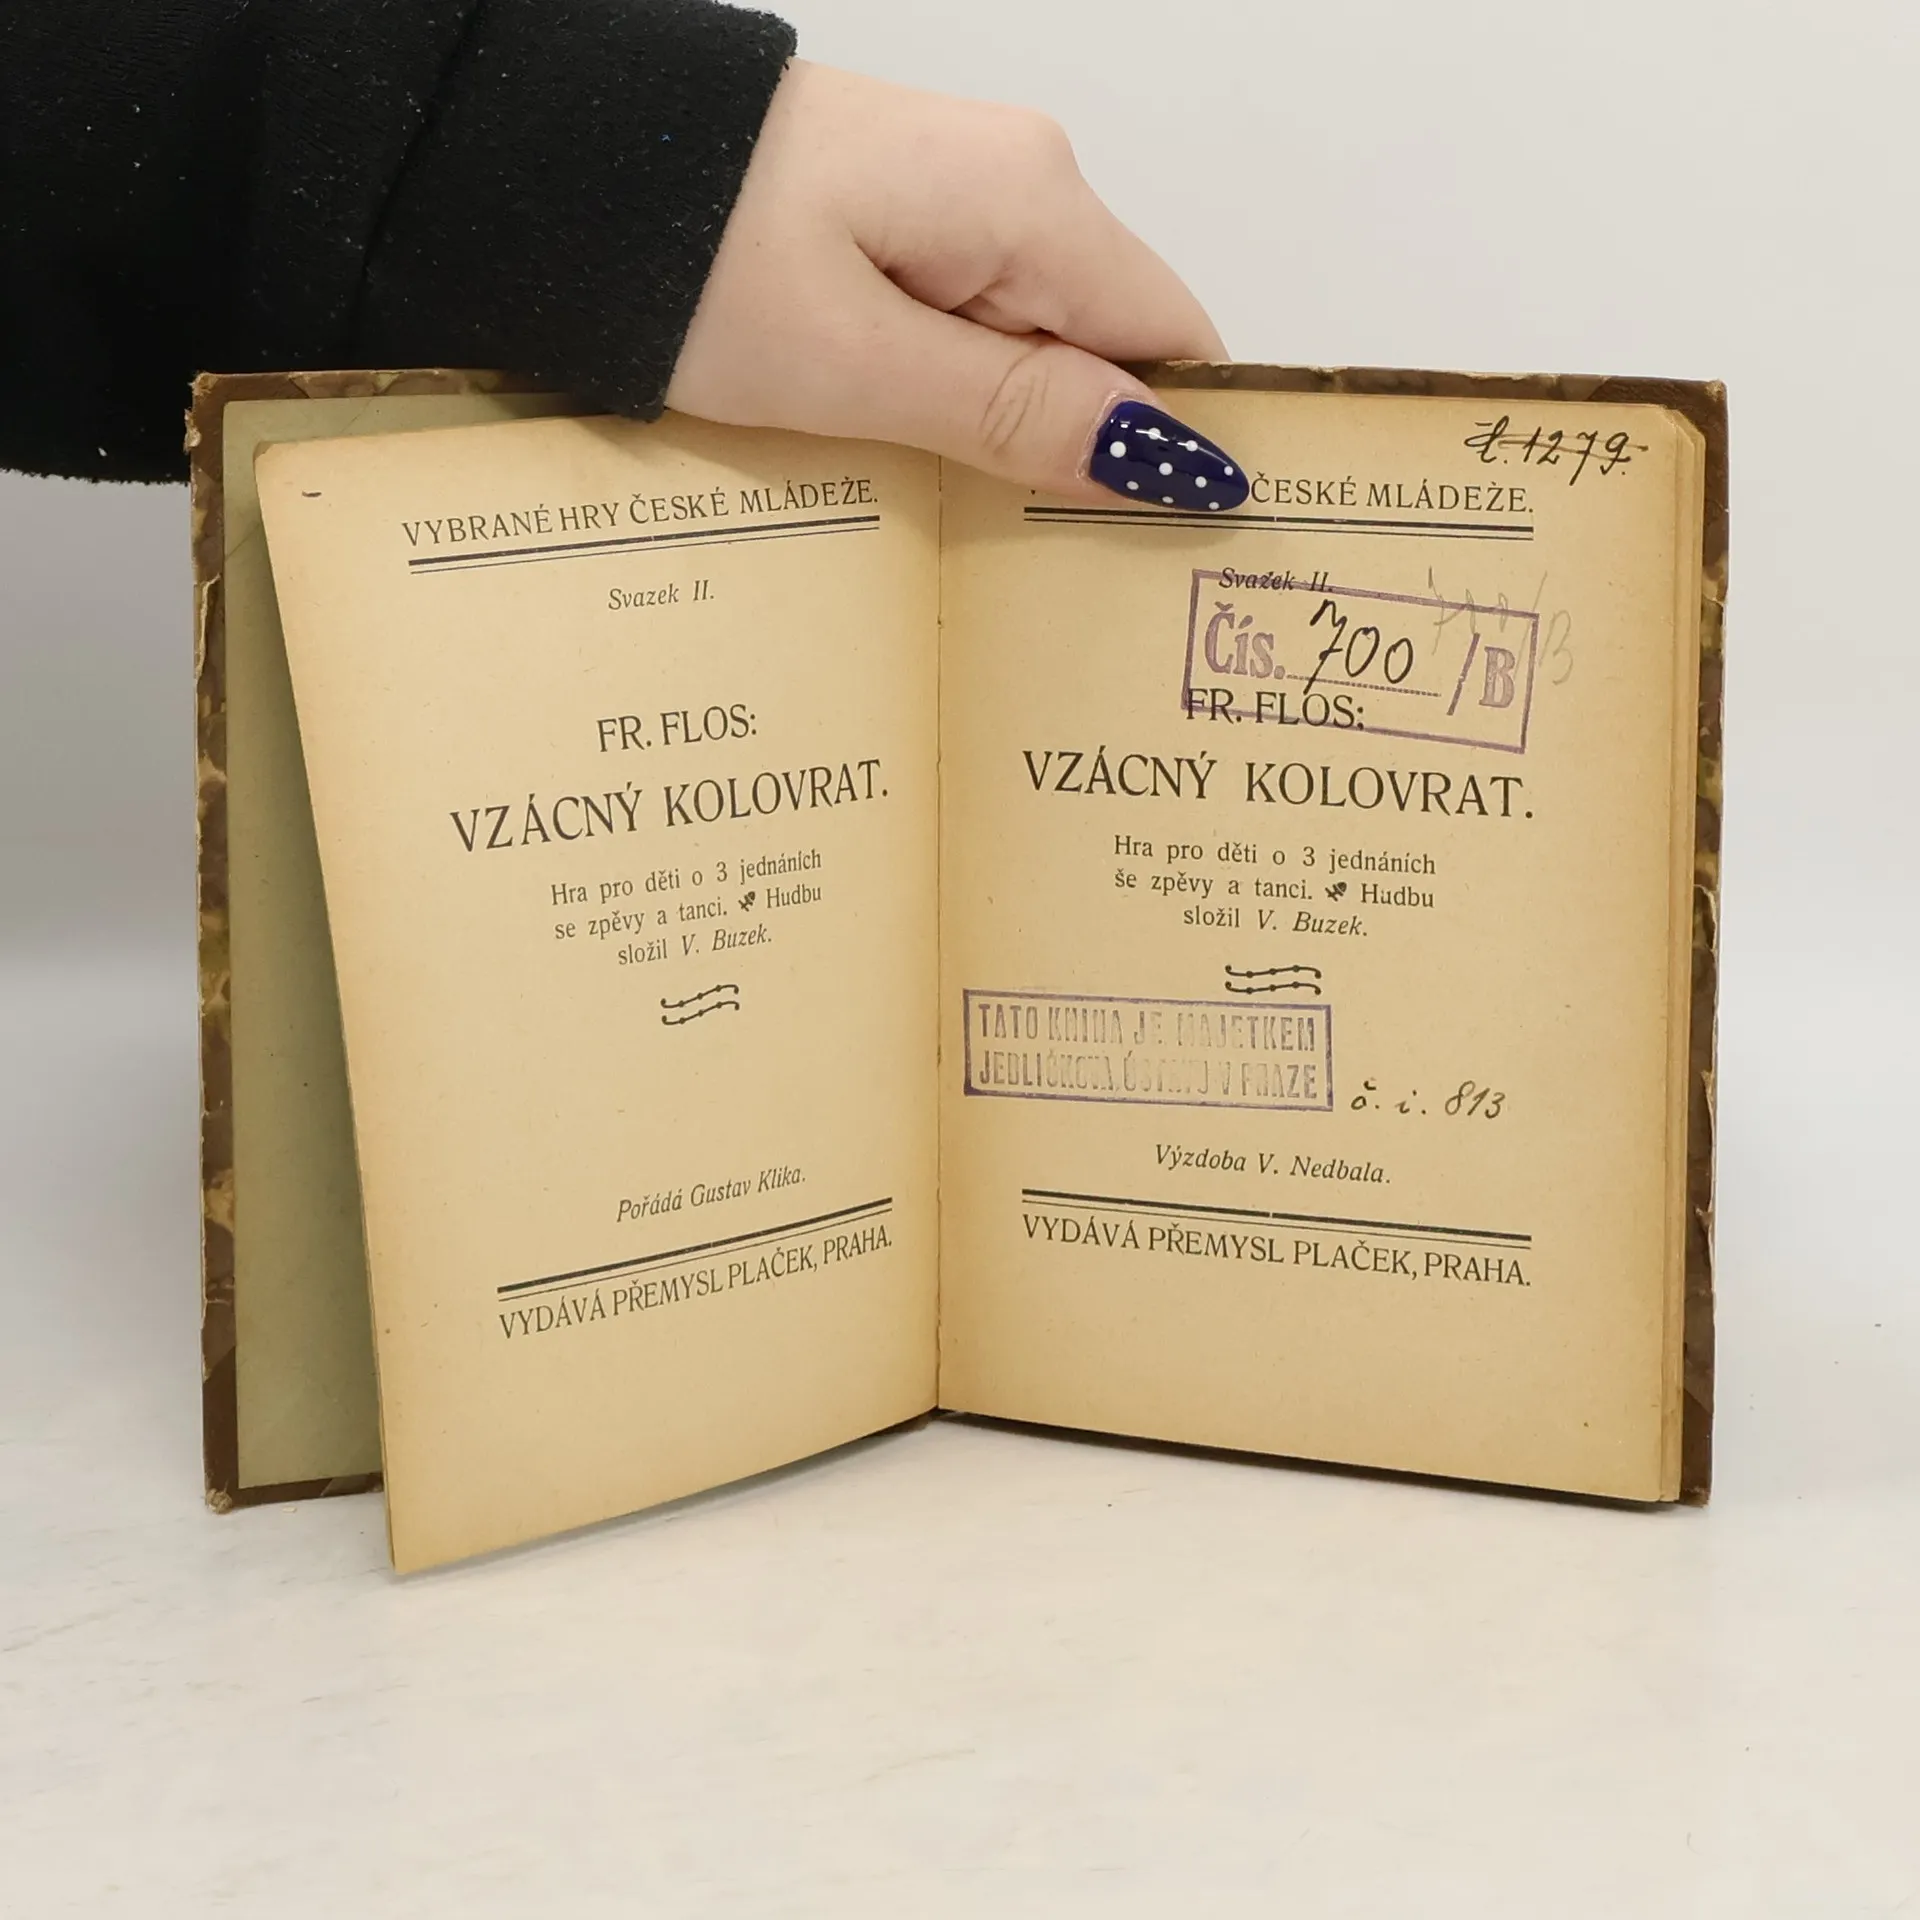 VYBRANÉ HRY ČESKÉ MLÁDEŽE.
Svazek II.
FR. FLOS:
VZÁCNÝ KOLOVRAT.
Hra pro děti o 3 jednáních
se zpěvy a tanci. Hudbu
složil V. Buzek.
Pořádá Gustav Klika.
VYDÁVÁ PŘEMYSL PLAČEK, PRAHA.
č. 1279.
ČESKÉ MLÁDEŽE.
Svazek II.
Čís. 700 / B
FR. FLOS:
VZÁCNÝ KOLOVRAT.
Hra pro děti o 3 jednáních
še zpěvy a tanci. Hudbu
složil V. Buzek.
TATO KNIHA JE MAJETKEM
JEDLIČKOVA ÚSTAVU V PRAZE
č. i. 813
Výzdoba V. Nedbala.
VYDÁVÁ PŘEMYSL PLAČEK, PRAHA.